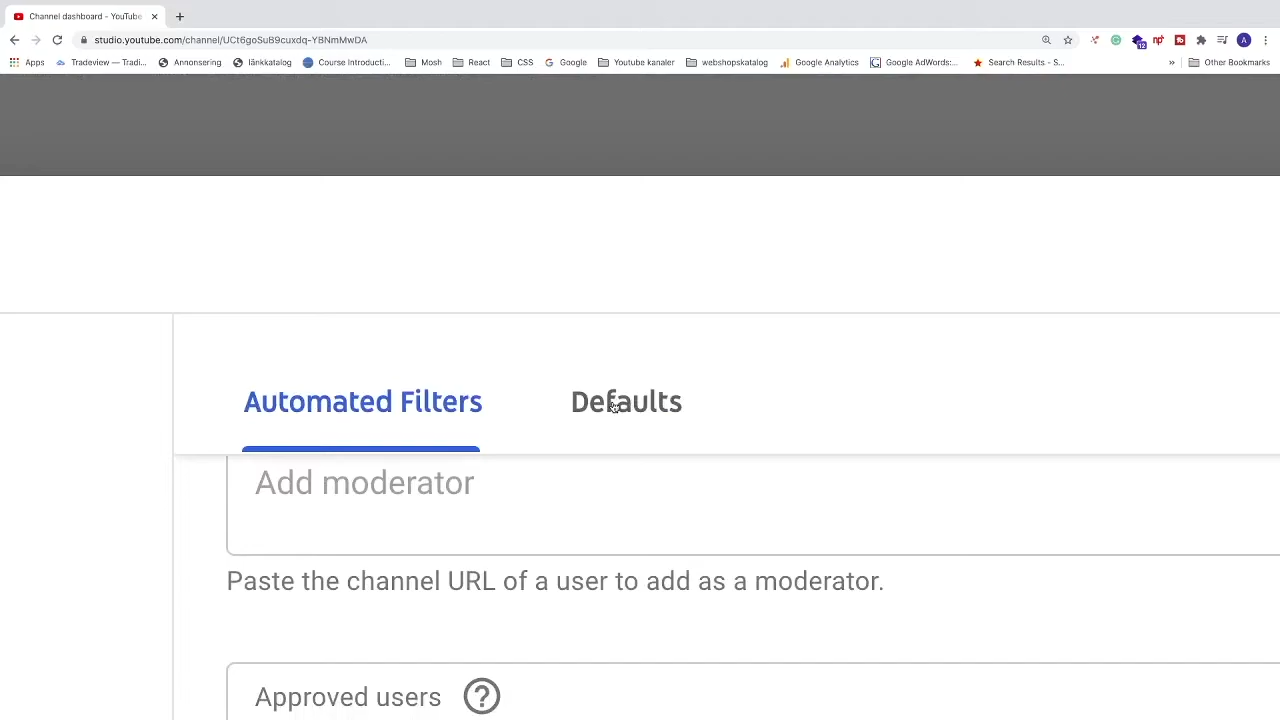 Channel dashboard - YouTube
studio.youtube.com/channel/UCt6goSuB9cuxdq-YBNmMwDA
Apps Tradeview — Tradi... Annonsering länkkatalog Course Introducti... Mosh React CSS Google Youtube kanaler webshopskatalog Google Analytics Google AdWords:... Search Results - S... » Other Bookmarks
12
A
Automated Filters Defaults
Add moderator
Paste the channel URL of a user to add as a moderator.
Approved users